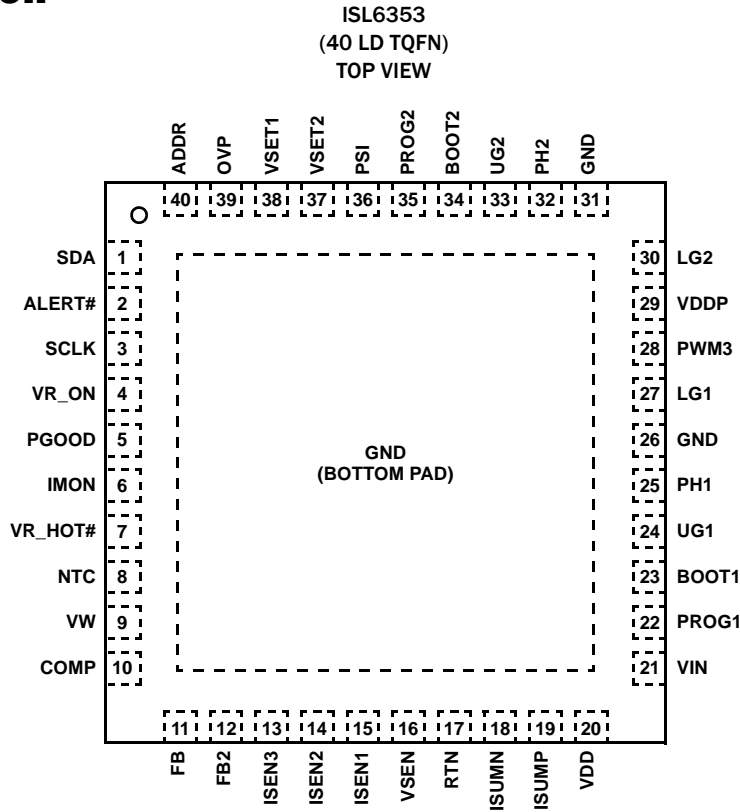 ISL6353
(40 LD TQFN)
TOP VIEW
ADDR
OVP
VSET1
VSET2
PSI
PROG2
BOOT2
UG2
PH2
GND
40 39 38 37 36 35 34 33 32 31
SDA 1
ALERT# 2
SCLK 3
VR_ON 4
PGOOD 5
IMON 6
VR_HOT# 7
NTC 8
VW 9
COMP 10
GND
(BOTTOM PAD)
30 LG2
29 VDDP
28 PWM3
27 LG1
26 GND
25 PH1
24 UG1
23 BOOT1
22 PROG1
21 VIN
11 12 13 14 15 16 17 18 19 20
FB
FB2
ISEN3
ISEN2
ISEN1
VSEN
RTN
ISUMN
ISUMP
VDD